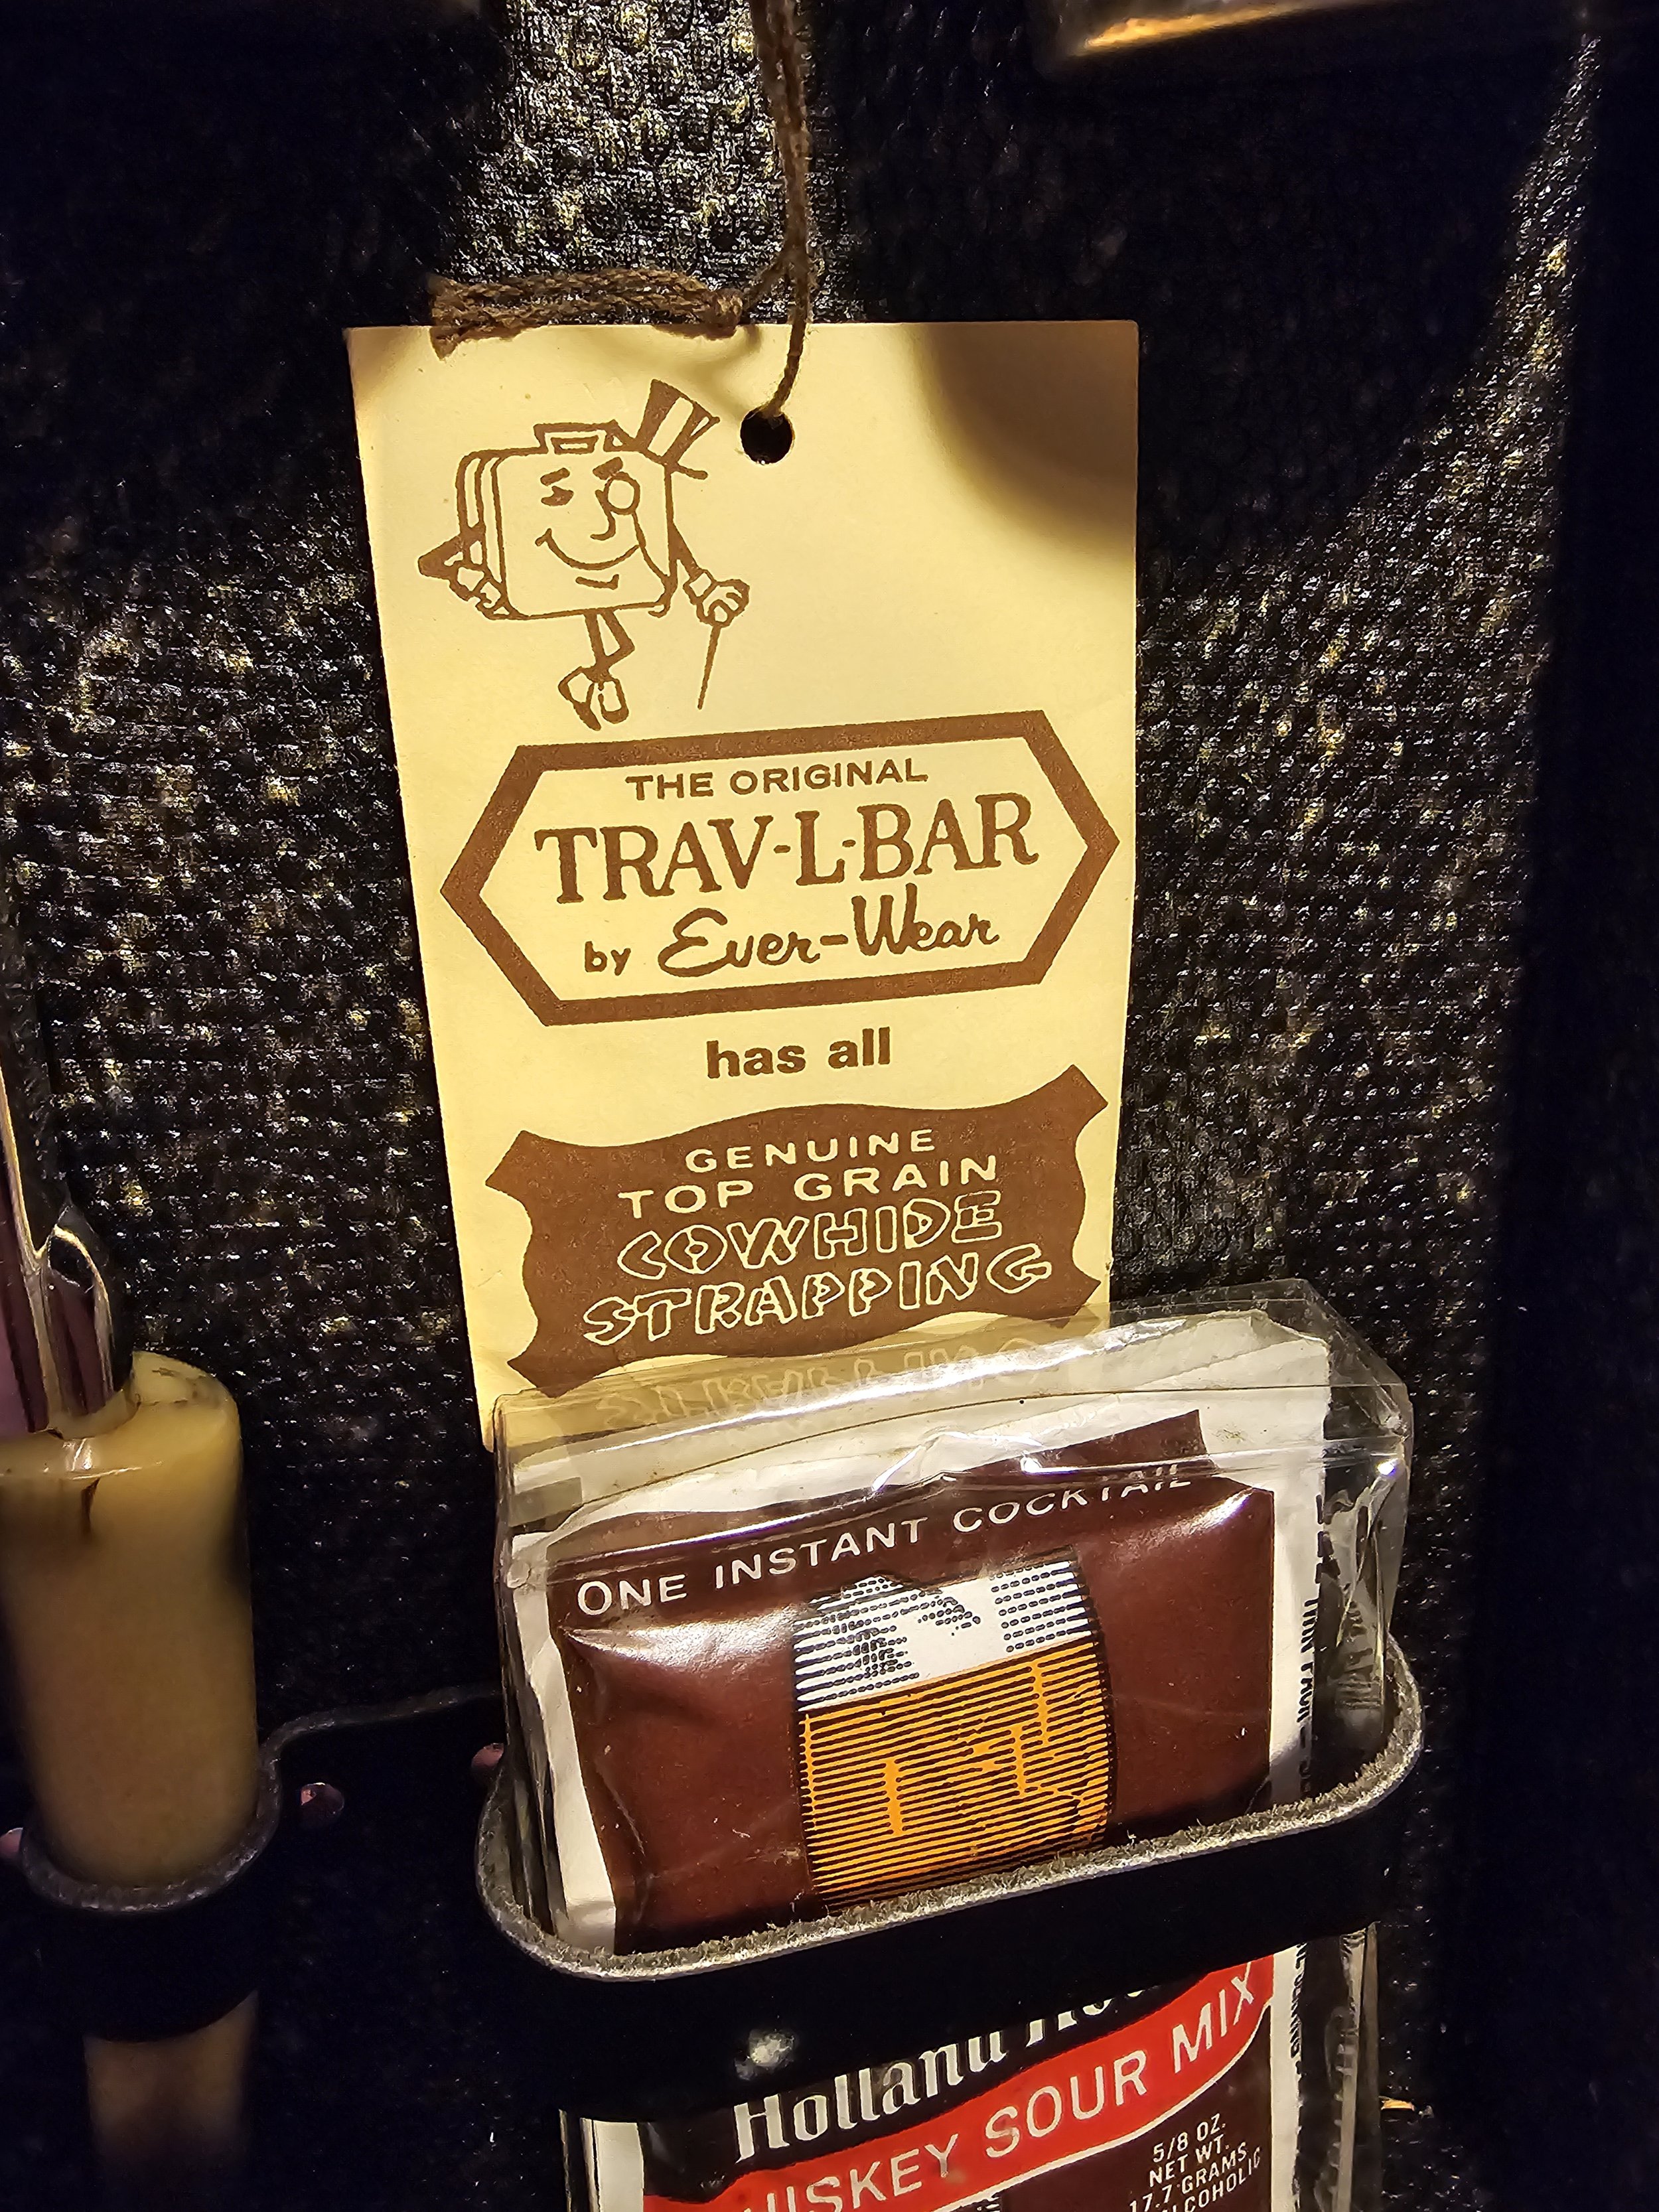 THE ORIGINAL
TRAV-L-BAR
by Ever-Wear
has all
GENUINE
TOP GRAIN
COWHIDE
STRAPPING
ONE INSTANT COCKTAIL
Holland
SOUR MIX
5/8 OZ.
NET WT.
17.7 GRAMS